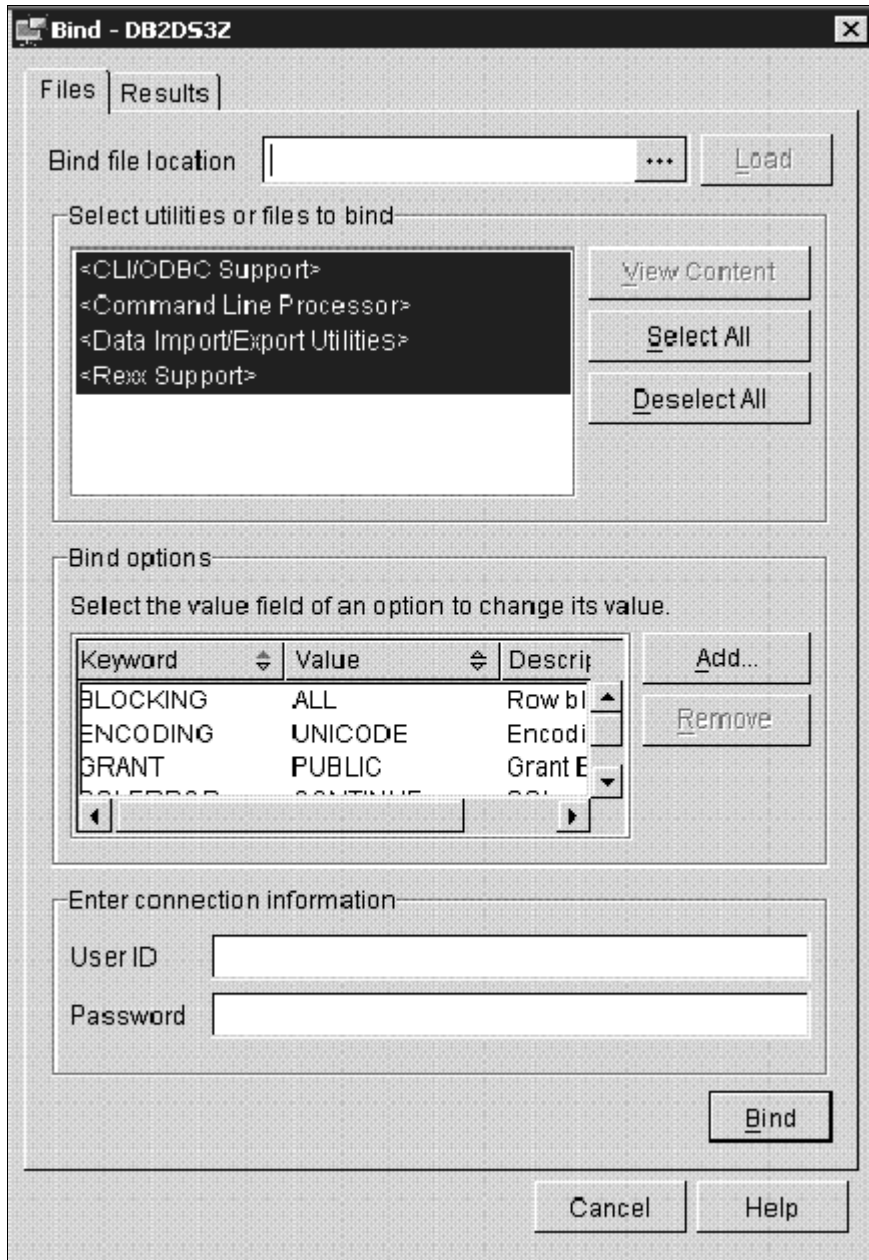 Bind - DB2DS3Z
Files Results
Bind file location ... Load
Select utilities or files to bind
<CLI/ODBC Support>
<Command Line Processor>
<Data Import/Export Utilities>
<Rexx Support>
View Content
Select All
Deselect All
Bind options
Select the value field of an option to change its value.
Keyword Value Descrip
BLOCKING ALL Row bl
ENCODING UNICODE Encodi
GRANT PUBLIC Grant E
Add...
Remove
Enter connection information
User ID
Password
Bind
Cancel Help